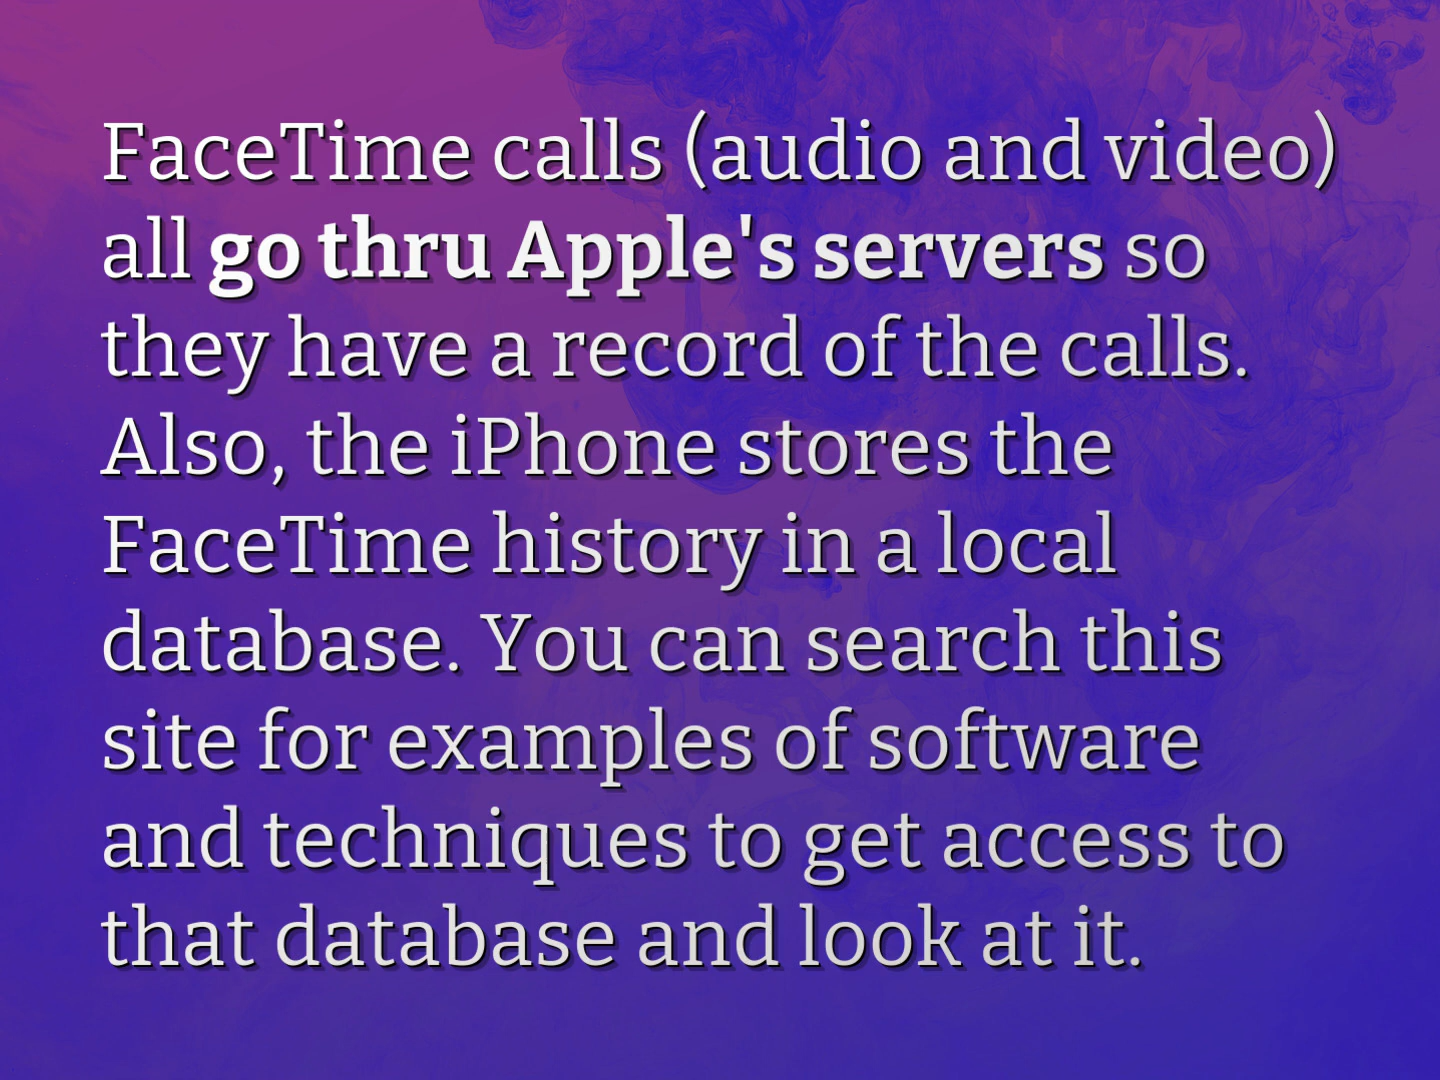 FaceTime calls (audio and video)
all go thru Apple's servers so
they have a record of the calls.
Also, the iPhone stores the
FaceTime history in a local
database. You can search this
site for examples of software
and techniques to get access to
that database and look at it.